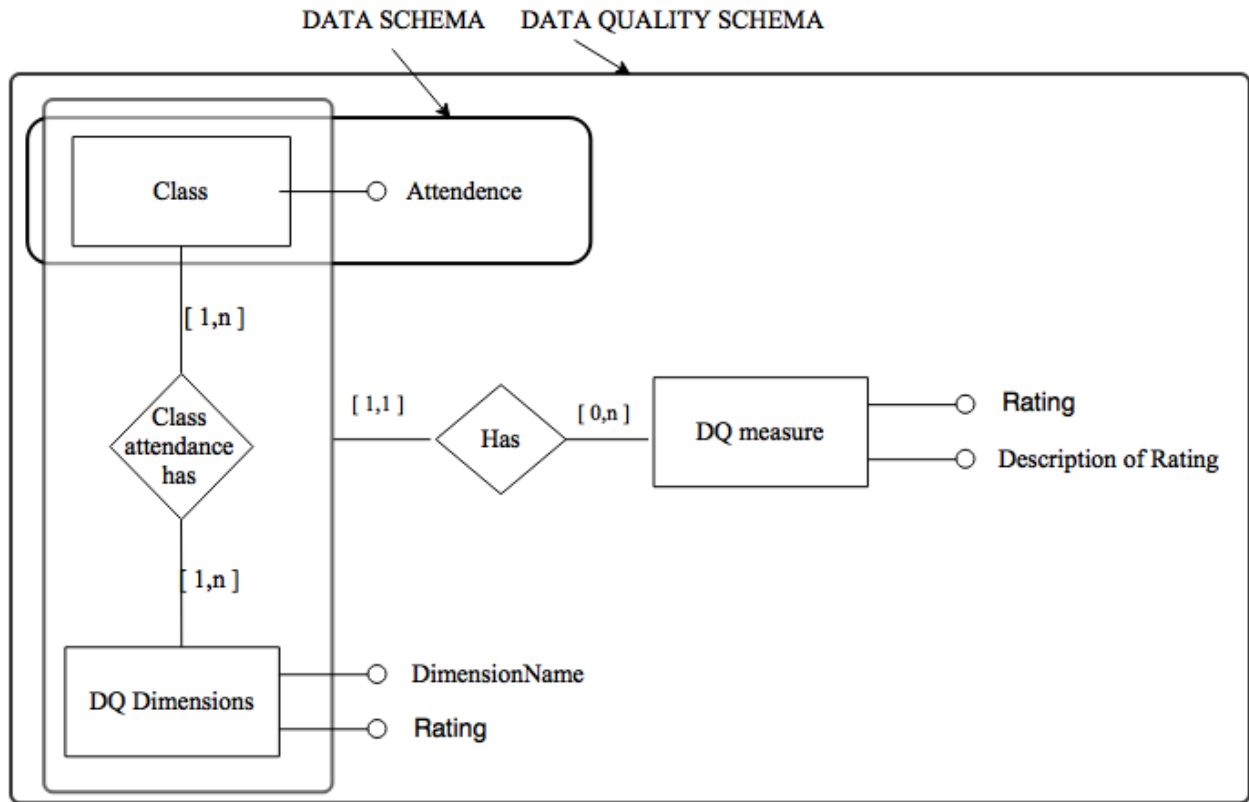 DATA SCHEMA
DATA QUALITY SCHEMA
Class
Attendence
[ 1,n ]
Class
attendance
has
[ 1,1 ]
Has
[ 0,n ]
DQ measure
Rating
Description of Rating
[ 1,n ]
DQ Dimensions
DimensionName
Rating